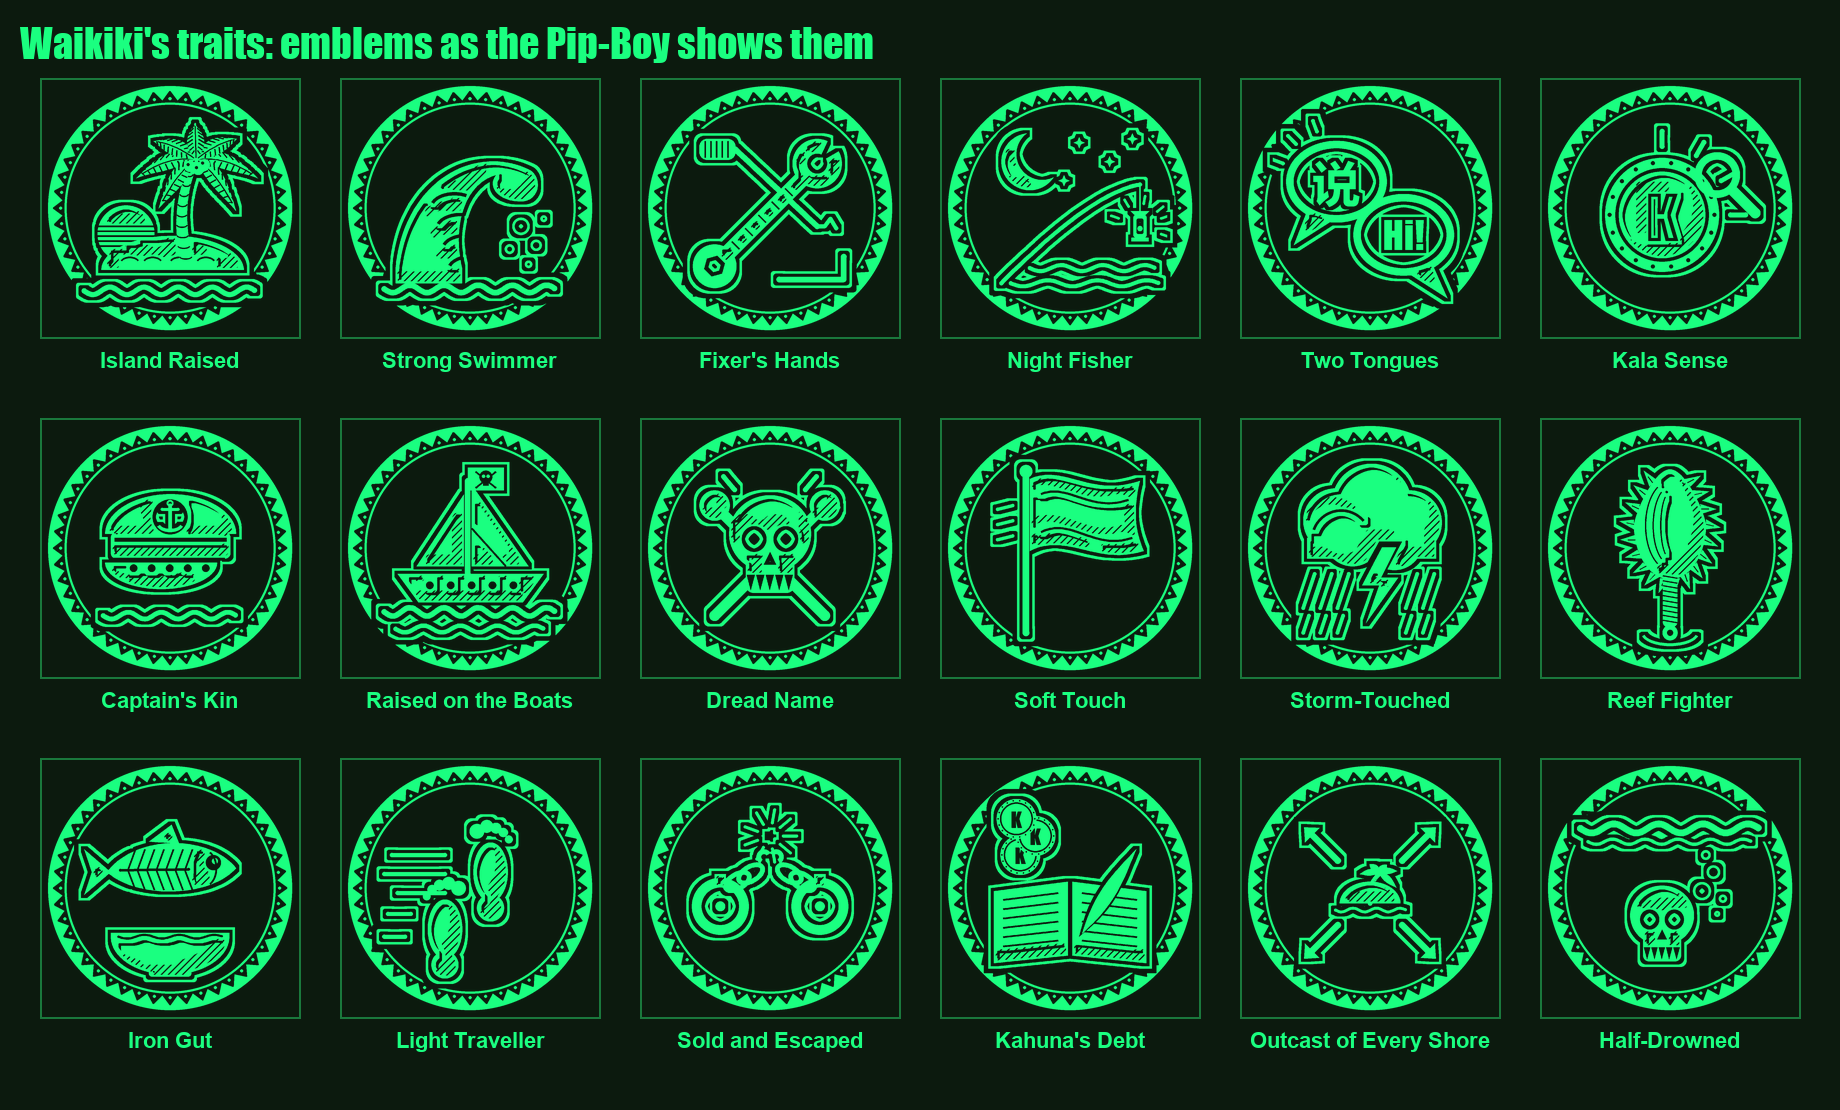 Waikiki's traits: emblems as the Pip-Boy shows them
说
Hi!
K
e
Island Raised
Strong Swimmer
Fixer's Hands
Night Fisher
Two Tongues
Kala Sense
Captain's Kin
Raised on the Boats
Dread Name
Soft Touch
Storm-Touched
Reef Fighter
K
K
K
Iron Gut
Light Traveller
Sold and Escaped
Kahuna's Debt
Outcast of Every Shore
Half-Drowned